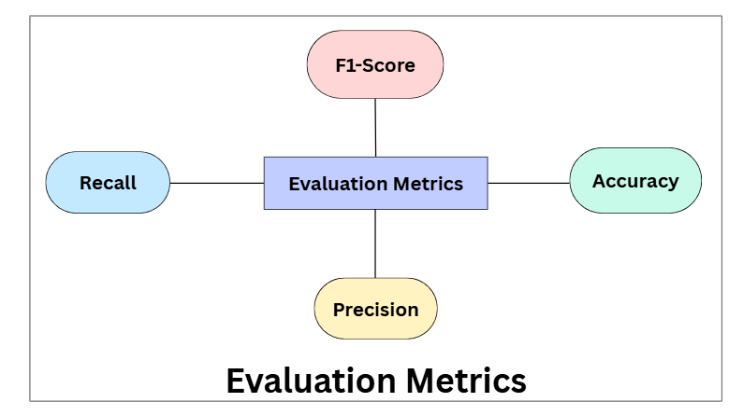 F1-Score
Recall
Evaluation Metrics
Accuracy
Precision
Evaluation Metrics